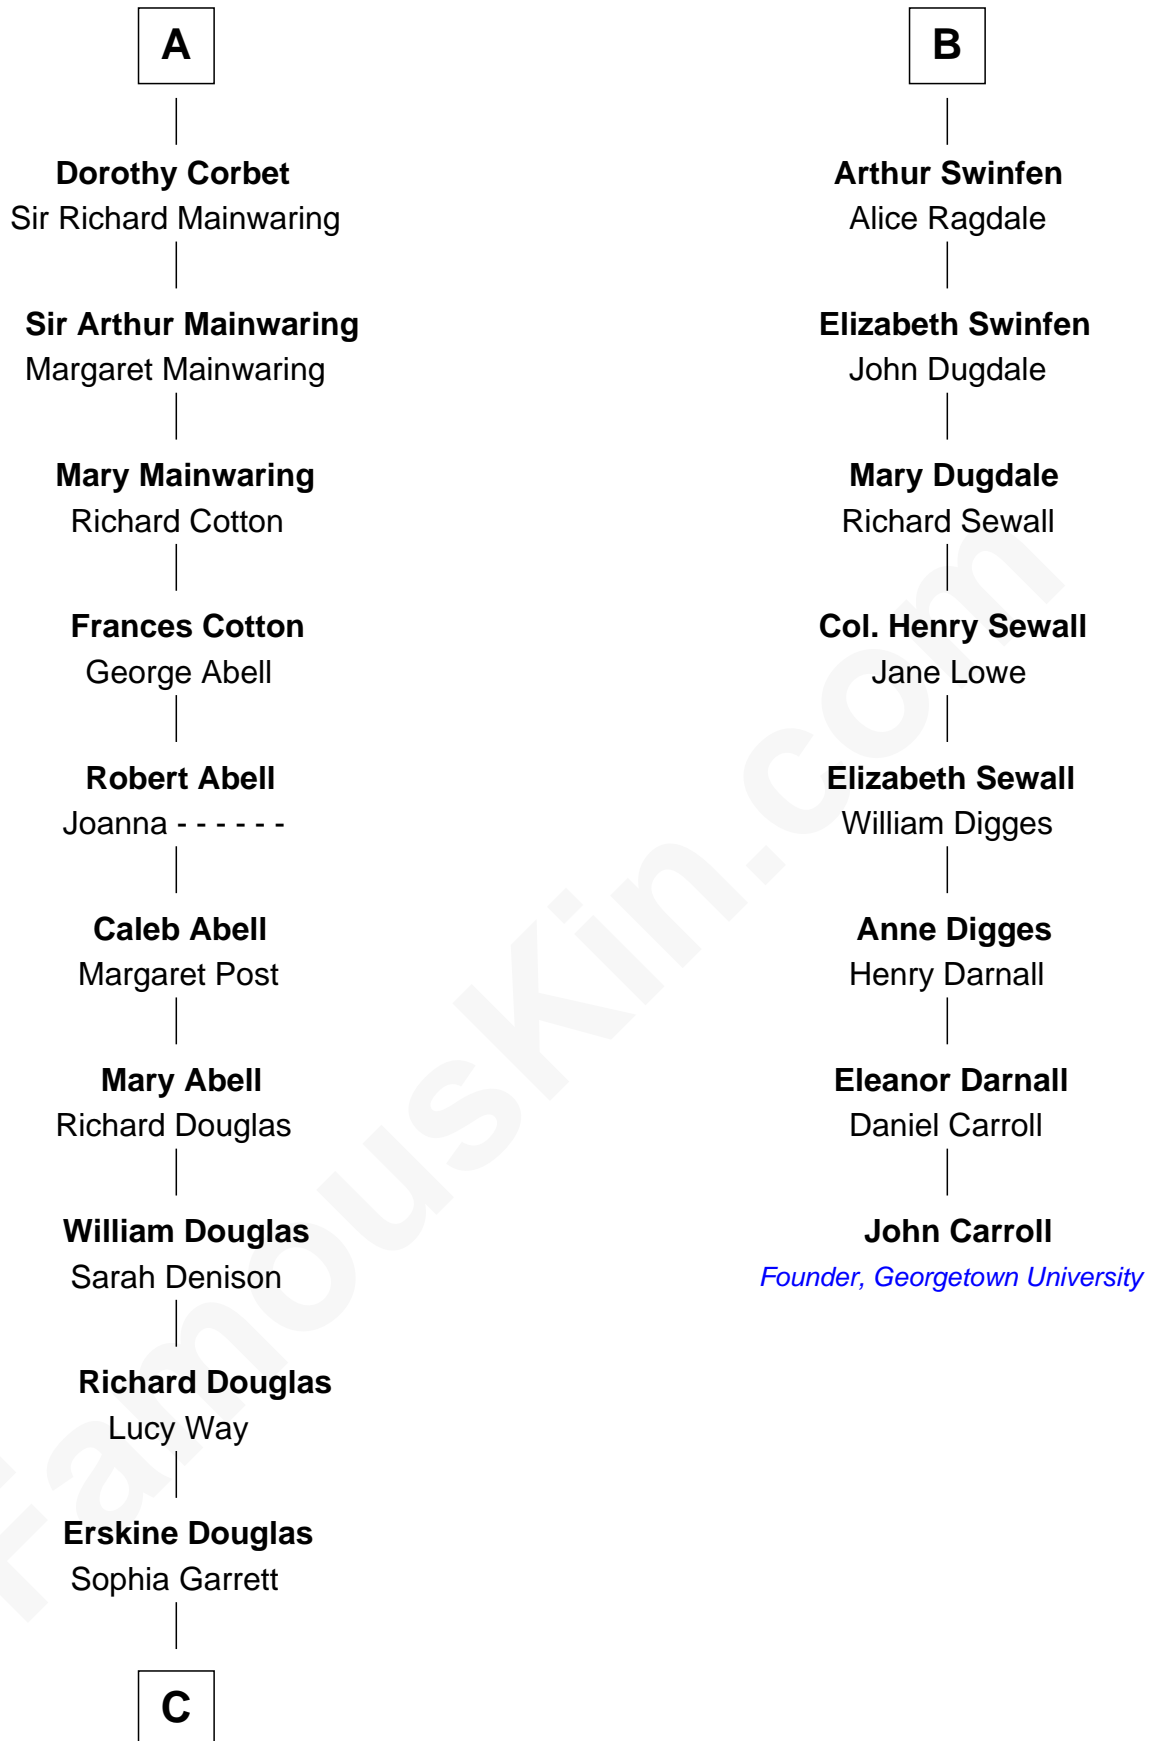 A
Dorothy Corbet
Sir Richard Mainwaring
Sir Arthur Mainwaring
Margaret Mainwaring
Mary Mainwaring
Richard Cotton
Frances Cotton
George Abell
Robert Abell
Joanna - - - - - -
Caleb Abell
Margaret Post
Mary Abell
Richard Douglas
William Douglas
Sarah Denison
Richard Douglas
Lucy Way
Erskine Douglas
Sophia Garrett
C
B
Arthur Swinfen
Alice Ragdale
Elizabeth Swinfen
John Dugdale
Mary Dugdale
Richard Sewall
Col. Henry Sewall
Jane Lowe
Elizabeth Sewall
William Digges
Anne Digges
Henry Darnall
Eleanor Darnall
Daniel Carroll
John Carroll
Founder, Georgetown University
FamousKin.com